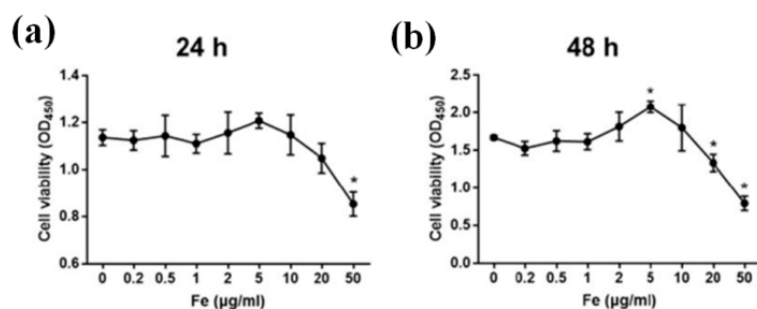 (a)
24 h
Cell viability (OD450)
1.4
1.2
1.0
0.8
0.6
0 0.2 0.5 1 2 5 10 20 50
Fe (μg/ml)
*
(b)
48 h
Cell viability (OD450)
2.5
2.0
1.5
1.0
0.5
0.0
0 0.2 0.5 1 2 5 10 20 50
Fe (μg/ml)
* * *